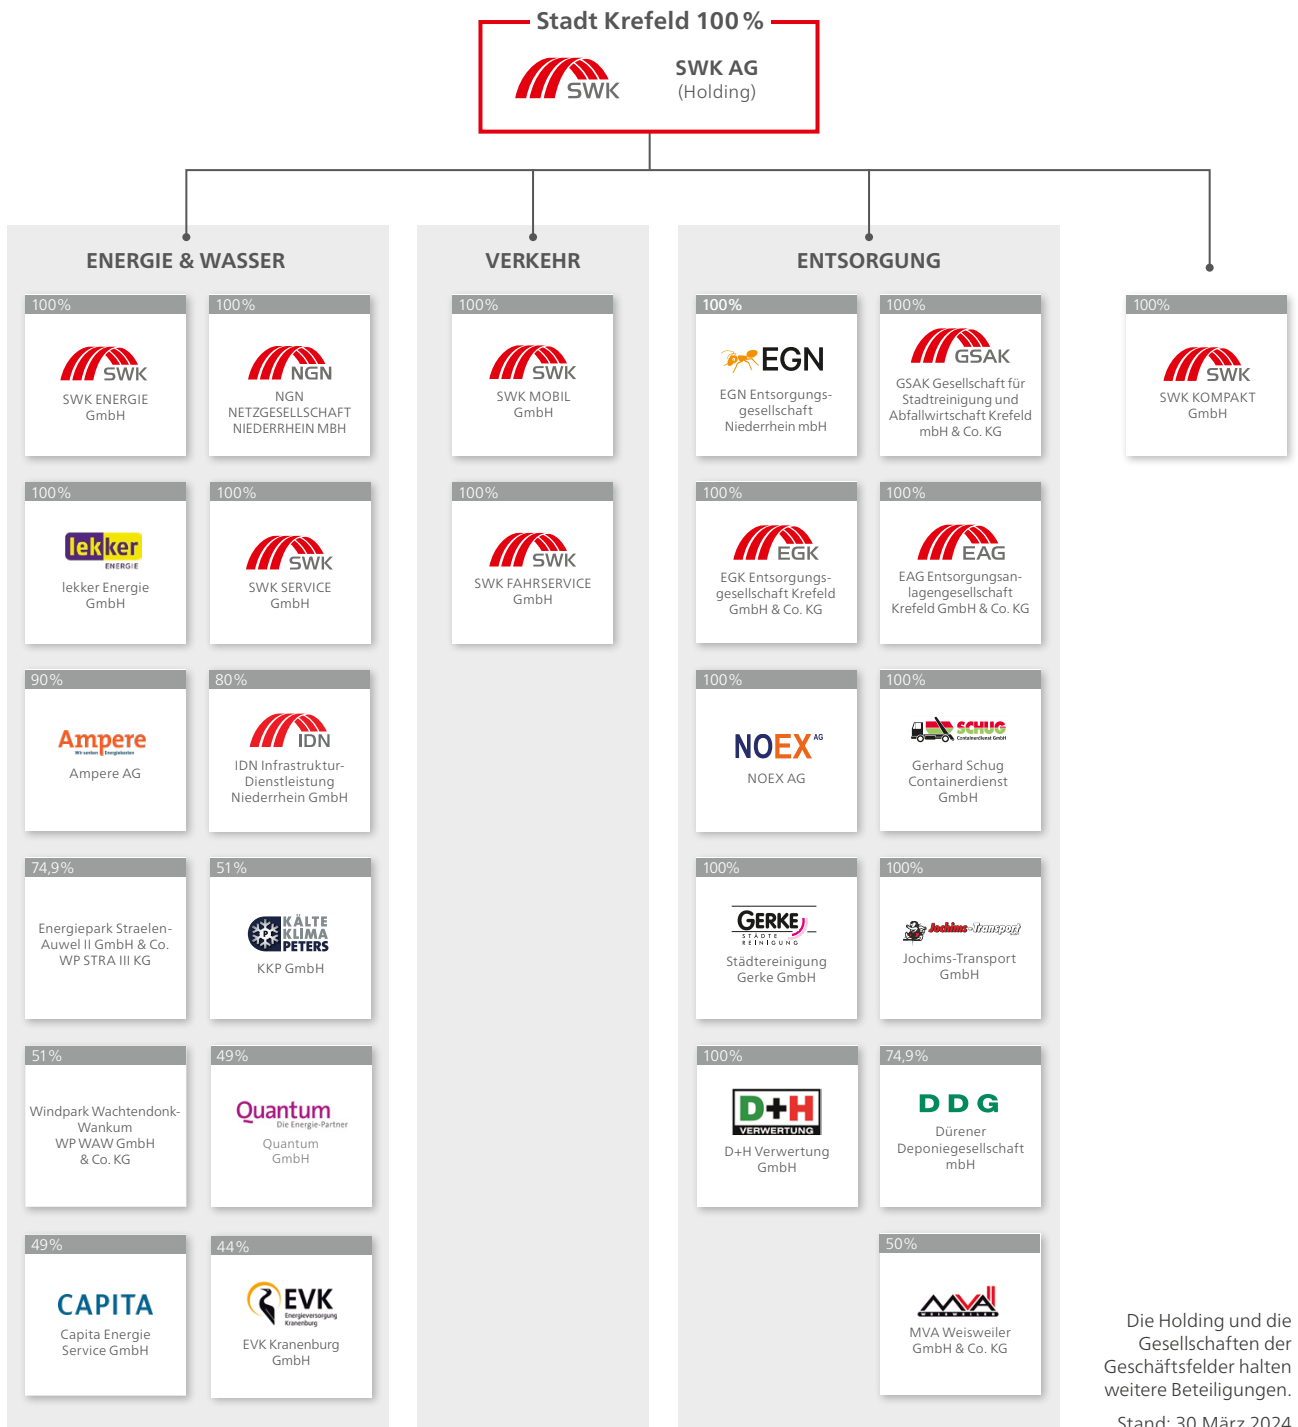 Stadt Krefeld 100 %
SWK
SWK AG
(Holding)
ENERGIE & WASSER
100%
SWK
SWK ENERGIE
GmbH
100%
NGN
NGN
NETZGESELLSCHAFT
NIEDERRHEIN MBH
100%
lekker
ENERGIE
lekker Energie
GmbH
100%
SWK
SWK SERVICE
GmbH
90%
Ampere
Wir senken Energiekosten
Ampere AG
80%
IDN
IDN Infrastruktur-
Dienstleistung
Niederrhein GmbH
74,9%
Energiepark Straelen-
Auwel II GmbH & Co.
WP STRA III KG
51%
KÄLTE
KLIMA
PETERS
KKP GmbH
51%
Windpark Wachtendonk-
Wankum
WP WAW GmbH
& Co. KG
49%
Quantum
Die Energie-Partner
Quantum
GmbH
49%
CAPITA
Capita Energie
Service GmbH
44%
EVK
Energieversorgung
Kranenburg
EVK Kranenburg
GmbH
VERKEHR
100%
SWK
SWK MOBIL
GmbH
100%
SWK
SWK FAHRSERVICE
GmbH
ENTSORGUNG
100%
EGN
EGN Entsorgungs-
gesellschaft
Niederrhein mbH
100%
GSAK
GSAK Gesellschaft für
Stadtreinigung und
Abfallwirtschaft Krefeld
mbH & Co. KG
100%
EGK
EGK Entsorgungs-
gesellschaft Krefeld
GmbH & Co. KG
100%
EAG
EAG Entsorgungsan-
lagengesellschaft
Krefeld GmbH & Co. KG
100%
NOEX AG
NOEX AG
100%
SCHUG
Containerdienst GmbH
Gerhard Schug
Containerdienst
GmbH
100%
GERKE
STÄDTE
REINIGUNG
Städtereinigung
Gerke GmbH
100%
Jochims-Transport
Jochims-Transport
GmbH
100%
D+H
VERWERTUNG
D+H Verwertung
GmbH
74,9%
DDG
Dürener
Deponiegesellschaft
mbH
50%
MVA
WEISWEILER
MVA Weisweiler
GmbH & Co. KG
100%
SWK
SWK KOMPAKT
GmbH
Die Holding und die
Gesellschaften der
Geschäftsfelder halten
weitere Beteiligungen.
Stand: 30 März 2024